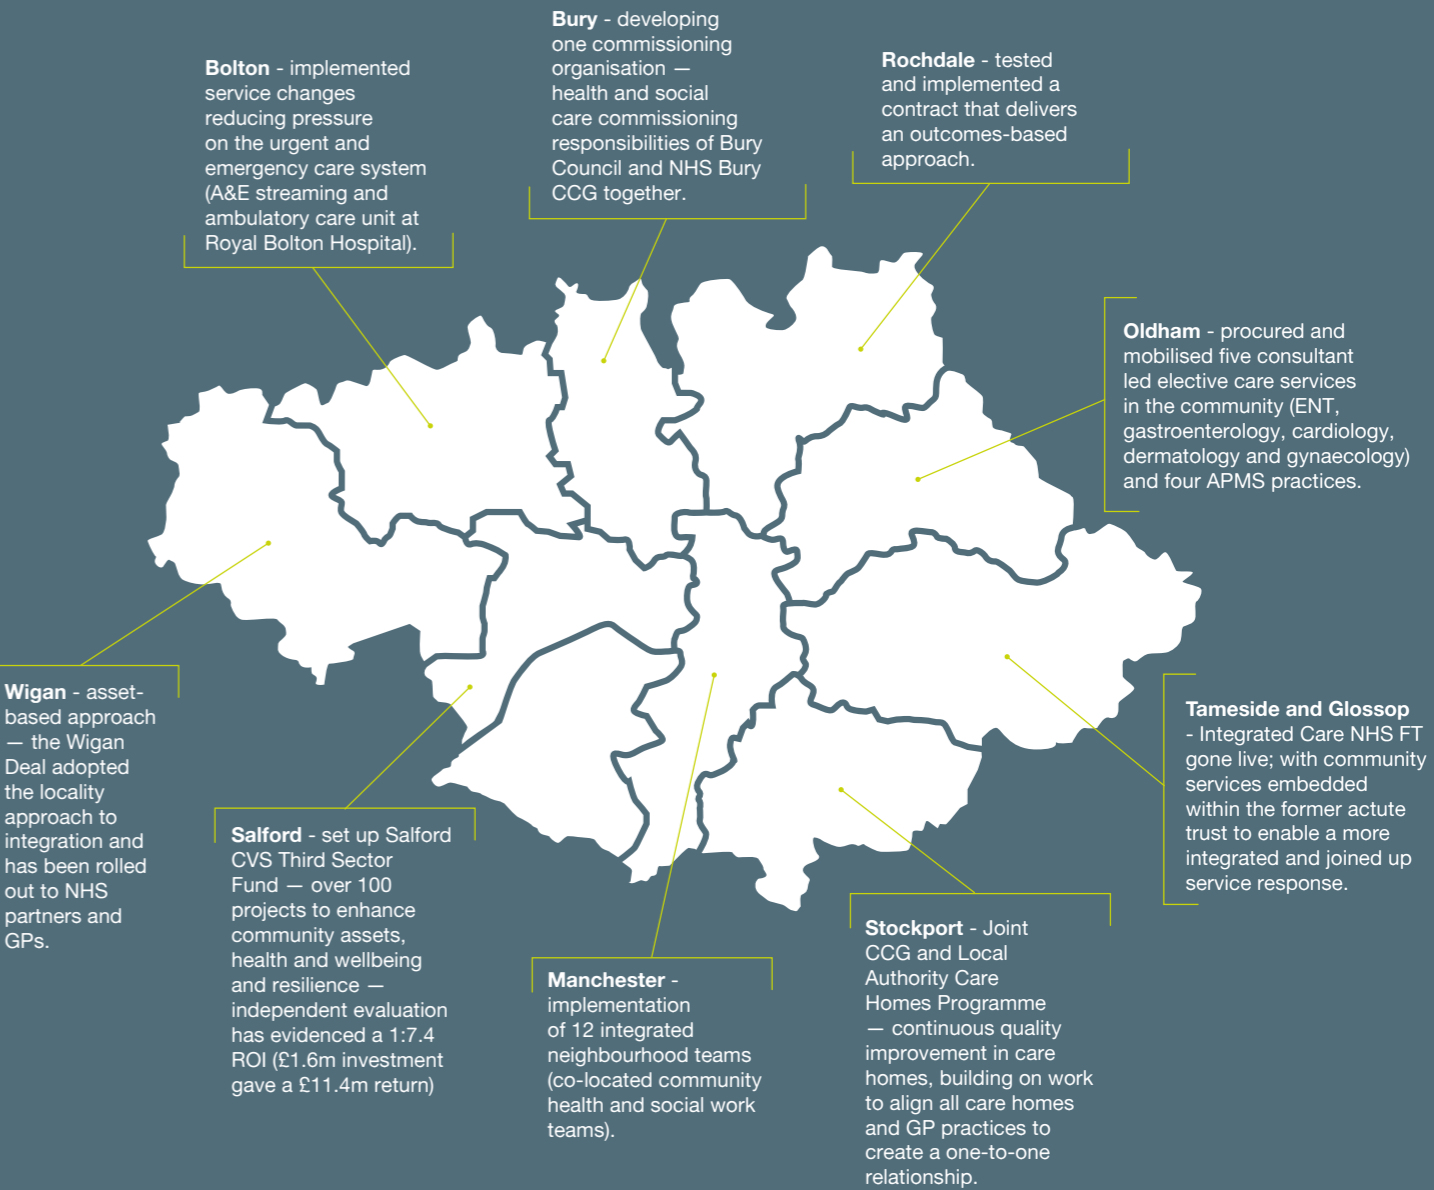 Bury - developing
one commissioning
organisation —
health and social
care commissioning
responsibilities of Bury
Council and NHS Bury
CCG together.
Bolton - implemented
service changes
reducing pressure
on the urgent and
emergency care system
(A&E streaming and
ambulatory care unit at
Royal Bolton Hospital).
Rochdale - tested
and implemented a
contract that delivers
an outcomes-based
approach.
Oldham - procured and
mobilised five consultant
led elective care services
in the community (ENT,
gastroenterology, cardiology,
dermatology and gynaecology)
and four APMS practices.
Wigan - asset-
based approach
— the Wigan
Deal adopted
the locality
approach to
integration and
has been rolled
out to NHS
partners and
GPs.
Salford - set up Salford
CVS Third Sector
Fund — over 100
projects to enhance
community assets,
health and wellbeing
and resilience —
independent evaluation
has evidenced a 1:7.4
ROI (£1.6m investment
gave a £11.4m return)
Manchester -
implementation
of 12 integrated
neighbourhood teams
(co-located community
health and social work
teams).
Stockport - Joint
CCG and Local
Authority Care
Homes Programme
— continuous quality
improvement in care
homes, building on work
to align all care homes
and GP practices to
create a one-to-one
relationship.
Tameside and Glossop
- Integrated Care NHS FT
gone live; with community
services embedded
within the former actute
trust to enable a more
integrated and joined up
service response.